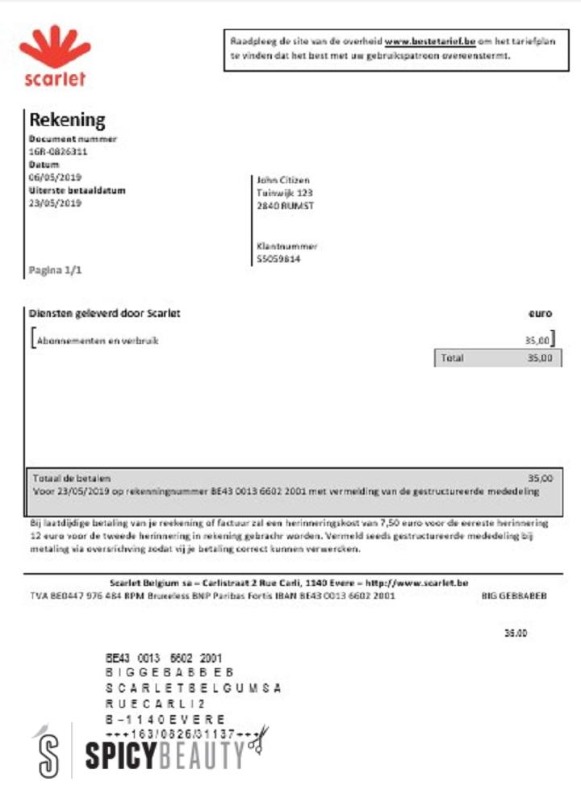 scarlet
Raadpleeg de site van de overheid www.bestetarief.be om het tariefplan
te vinden dat het best met uw gebruikspatroon overeenstermt.
Rekening
Document nummer
16R-0826311
Datum
06/05/2019
Uiterste betaaldatum
23/05/2019
John Citizen
Tuinwijk 123
2840 RUMST
Klantnummer
S5059814
Pagina 1/1
Diensten geleverd door Scarlet euro
Abonnementen en verbruik 35,00
Total 35,00
Totaal de betalen 35,00
Voor 23/05/2019 op rekenningnummer BE43 0013 6602 2001 met vermelding van de gestructureerde mededeling
Bij laatdijdige betaling van je reekening of factuur zal een herinneringskost van 7,50 euro voor de eereste herinnering
12 euro voor de tweede herinnering in rekening gebrachr worden. Vermeld seeds gestructureerde mededeling bij
metaling via oversrichving zodat vij je betaling correct kunnen verwercken.
Scarlet Belgium sa – Carlistraat 2 Rue Carli, 1140 Evere – http://www.scarlet.be
TVA BE0447 976 484 RPM Bruxeless BNP Paribas Fortis IBAN BE43 0013 6602 2001 BIG GEBBABEB
35.00
BE43 0013 6602 2001
BIGGEBABBEB
SCARLETBELGUMSA
RUECARLI2
B-1140EVERE
+++163/0826/31137+++
SPICYBEAUTY